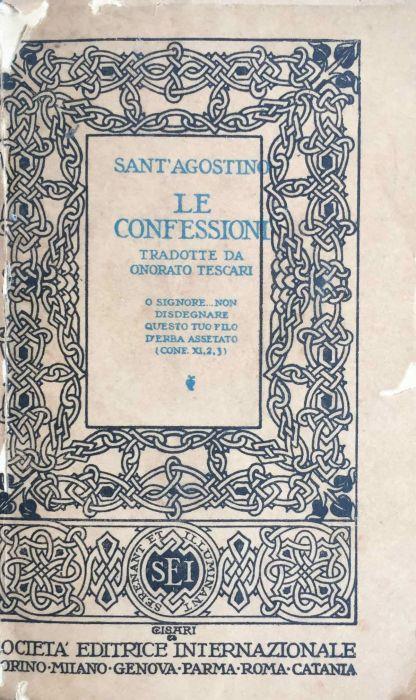 SANT'AGOSTINO
LE
CONFESSIONI
TRADOTTE DA
ONORATO TESCARI
O SIGNORE... NON
DISDEGNARE
QUESTO TUO FILO
D'ERBA ASSETATO
(CONF. XI, 2, 3)
SERENANT ET ILLUMINANT
SEI
CISARI
SOCIETA' EDITRICE INTERNAZIONALE
TORINO·MILANO·GENOVA·PARMA·ROMA·CATANIA